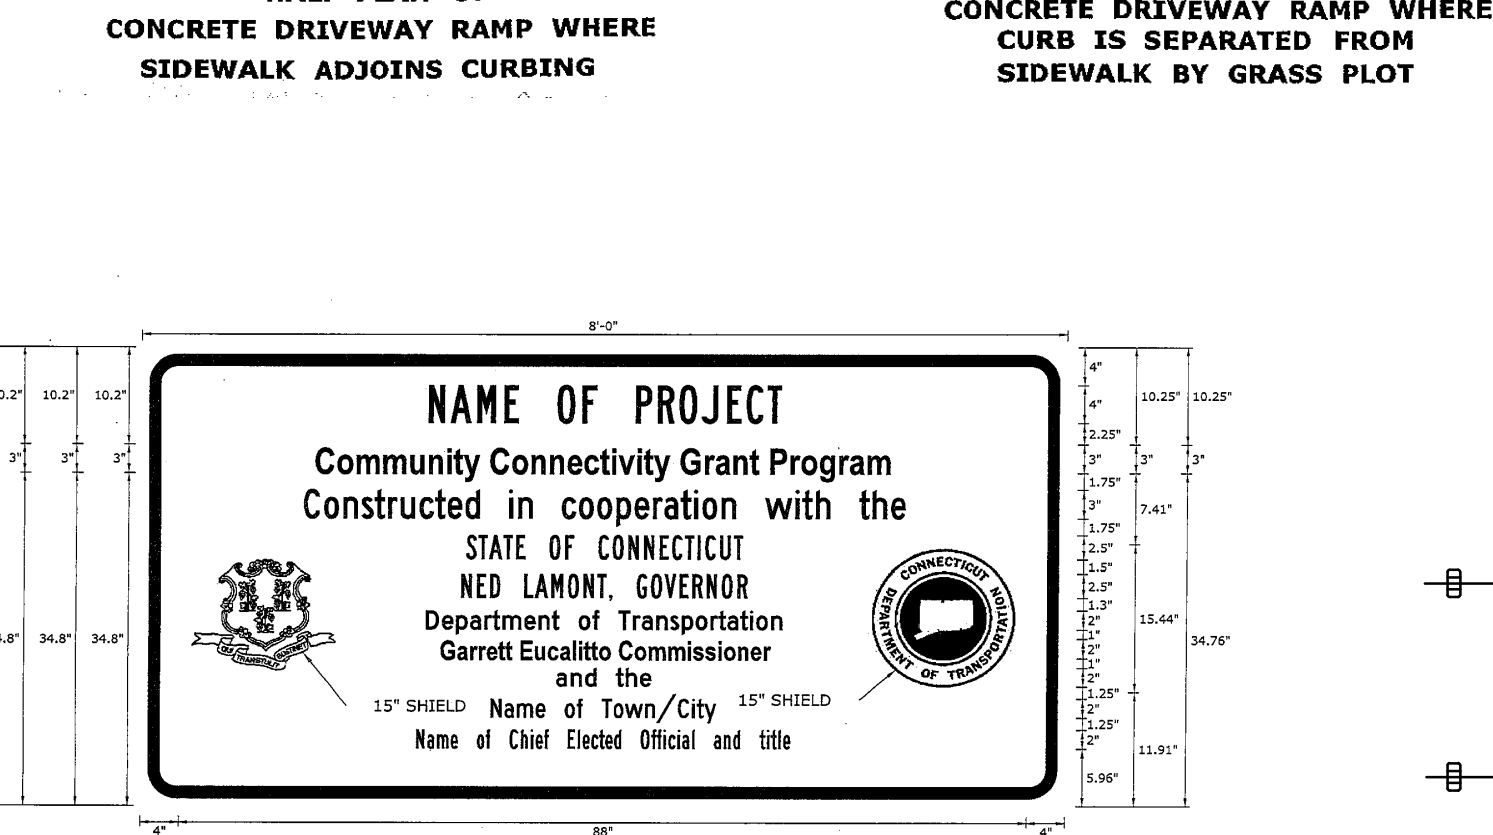 CONCRETE DRIVEWAY RAMP WHERE
SIDEWALK ADJOINS CURBING
CONCRETE DRIVEWAY RAMP WHERE
CURB IS SEPARATED FROM
SIDEWALK BY GRASS PLOT
8'-0"
NAME OF PROJECT
Community Connectivity Grant Program
Constructed in cooperation with the
STATE OF CONNECTICUT
NED LAMONT, GOVERNOR
Department of Transportation
Garrett Eucalitto Commissioner
and the
Name of Town/City
Name of Chief Elected Official and title
15" SHIELD
15" SHIELD
QUI TRANSTULIT SUSTINET
CONNECTICUT
DEPARTMENT OF TRANSPORTATION
10.2" 10.2"
3" 3" 3"
34.8" 34.8"
4"
4"
2.25"
3"
1.75"
3"
1.75"
2.5"
1.5"
2.5"
1.3"
2"
1"
2"
1"
2"
1.25"
2"
1.25"
2"
5.96"
10.25"
3"
7.41"
15.44"
11.91"
10.25"
3"
34.76"
4" 88" 4"